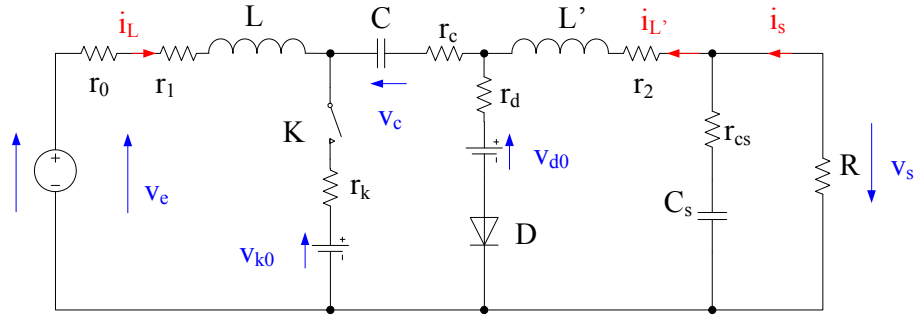 i_L
L
C
r_c
L'
i_L'
i_s
r_0
r_1
r_2
v_c
r_d
K
r_cs
v_e
v_d0
R
v_s
r_k
C_s
D
v_k0
+
−
+
-
+
-